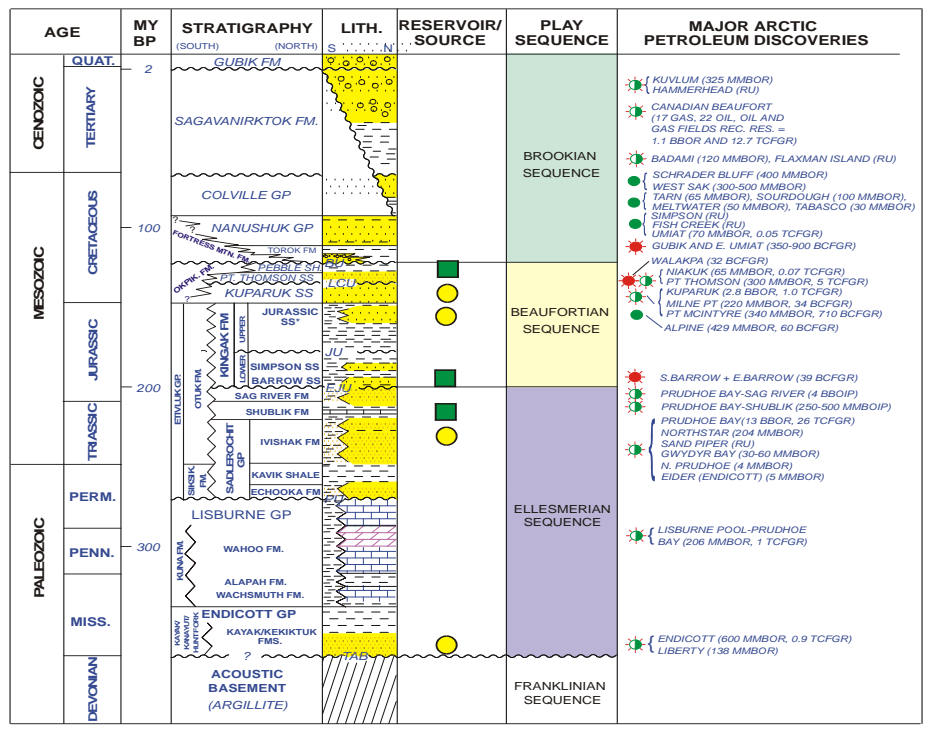 AGE
MY
BP
STRATIGRAPHY
(SOUTH) (NORTH)
LITH.
S N
RESERVOIR/
SOURCE
PLAY
SEQUENCE
MAJOR ARCTIC
PETROLEUM DISCOVERIES
CENOZOIC
MESOZOIC
PALEOZOIC
QUAT.
TERTIARY
CRETACEOUS
JURASSIC
TRIASSIC
PERM.
PENN.
MISS.
DEVONIAN
2
100
200
300
GUBIK FM
SAGAVANIRKTOK FM.
COLVILLE GP
?
NANUSHUK GP
FORTRESS MTN. FM.
TOROK FM
?
OKPIK. FM.
PEBBLE SH.
PT. THOMSON SS
KUPARUK SS
?
LCU
ETIVLUK GP.
OTUK FM.
KINGAK FM
UPPER
LOWER
JURASSIC
SS*
JU
SIMPSON SS
BARROW SS
EJU
SAG RIVER FM
SHUBLIK FM
SADLEROCHIT
GP
IVISHAK FM
SIKSIK.
FM.
KAVIK SHALE
ECHOOKA FM
PU
LISBURNE GP
KUNA FM.
WAHOO FM.
ALAPAH FM.
WACHSMUTH FM.
ENDICOTT GP
KAYAK/
KANAYUT/
HUNTFORK
KAYAK/KEKIKTUK
FMS.
?
TAB
ACOUSTIC
BASEMENT
(ARGILLITE)
BROOKIAN
SEQUENCE
BEAUFORTIAN
SEQUENCE
ELLESMERIAN
SEQUENCE
FRANKLINIAN
SEQUENCE
KUVLUM (325 MMBOR)
HAMMERHEAD (RU)
CANADIAN BEAUFORT
(17 GAS, 22 OIL, OIL AND
GAS FIELDS REC. RES. =
1.1 BBOR AND 12.7 TCFGR)
BADAMI (120 MMBOR), FLAXMAN ISLAND (RU)
SCHRADER BLUFF (400 MMBOR)
WEST SAK (300-500 MMBOR)
TARN (65 MMBOR), SOURDOUGH (100 MMBOR),
MELTWATER (50 MMBOR), TABASCO (30 MMBOR)
SIMPSON (RU)
FISH CREEK (RU)
UMIAT (70 MMBOR, 0.05 TCFGR)
GUBIK AND E. UMIAT (350-900 BCFGR)
WALAKPA (32 BCFGR)
NIAKUK (65 MMBOR, 0.07 TCFGR)
PT THOMSON (300 MMBOR, 5 TCFGR)
KUPARUK (2.8 BBOR, 1.0 TCFGR)
MILNE PT (220 MMBOR, 34 BCFGR)
PT MCINTYRE (340 MMBOR, 710 BCFGR)
ALPINE (429 MMBOR, 60 BCFGR)
S.BARROW + E.BARROW (39 BCFGR)
PRUDHOE BAY-SAG RIVER (4 BBOIP)
PRUDHOE BAY-SHUBLIK (250-500 MMBOIP)
PRUDHOE BAY(13 BBOR, 26 TCFGR)
NORTHSTAR (204 MMBOR)
SAND PIPER (RU)
GWYDYR BAY (30-60 MMBOR)
N. PRUDHOE (4 MMBOR)
EIDER (ENDICOTT) (5 MMBOR)
LISBURNE POOL-PRUDHOE
BAY (206 MMBOR, 1 TCFGR)
ENDICOTT (600 MMBOR, 0.9 TCFGR)
LIBERTY (138 MMBOR)